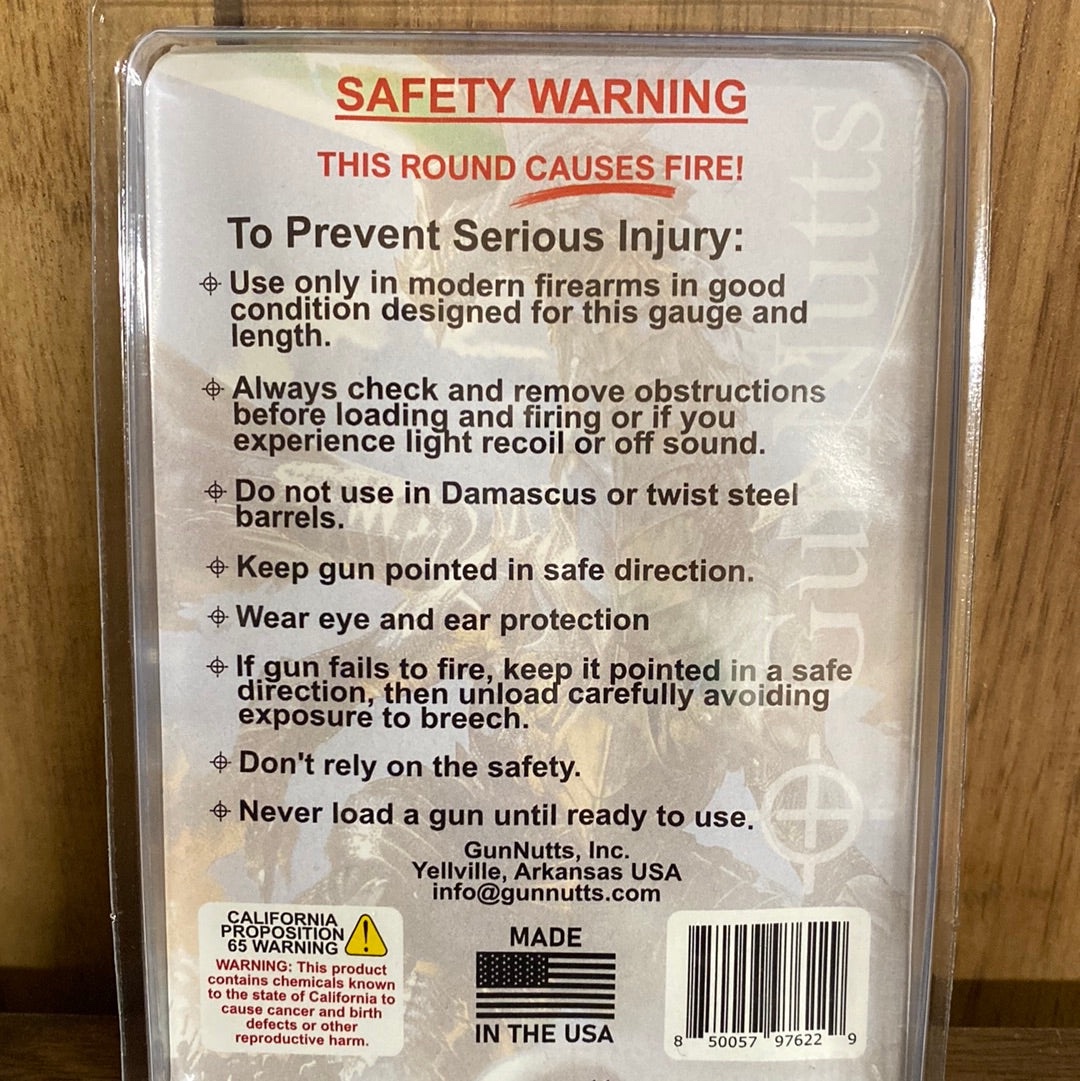 SAFETY WARNING
THIS ROUND CAUSES FIRE!
To Prevent Serious Injury:
Use only in modern firearms in good
condition designed for this gauge and
length.
Always check and remove obstructions
before loading and firing or if you
experience light recoil or off sound.
Do not use in Damascus or twist steel
barrels.
Keep gun pointed in safe direction.
Wear eye and ear protection
If gun fails to fire, keep it pointed in a safe
direction, then unload carefully avoiding
exposure to breech.
Don't rely on the safety.
Never load a gun until ready to use.
GunNutts, Inc.
Yellville, Arkansas USA
info@gunnutts.com
CALIFORNIA
PROPOSITION
65 WARNING
WARNING: This product
contains chemicals known
to the state of California to
cause cancer and birth
defects or other
reproductive harm.
MADE
IN THE USA
8 50057 97622 9
GunNutts